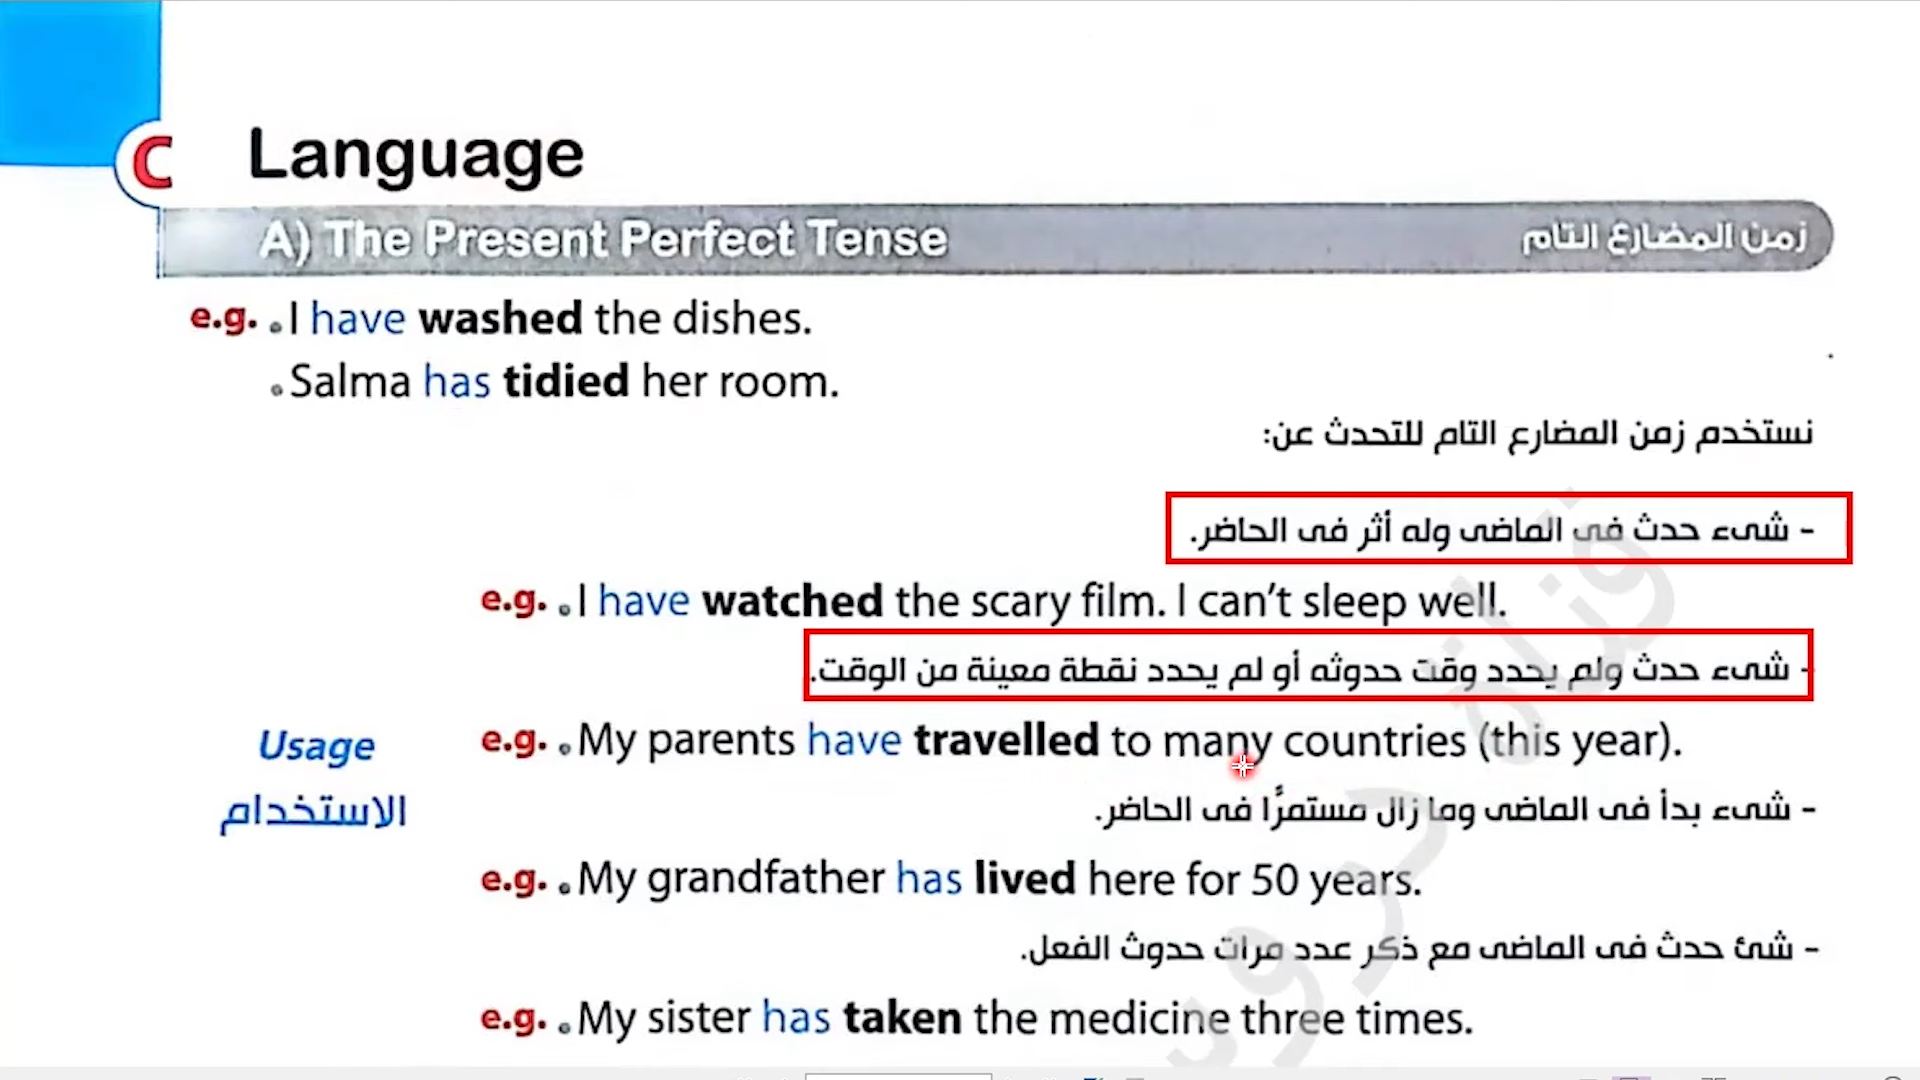 C Language
A) The Present Perfect Tense زمن المضارع التام
e.g. • I have washed the dishes.
• Salma has tidied her room.
نستخدم زمن المضارع التام للتحدث عن:
- شىء حدث فى الماضى وله أثر فى الحاضر.
e.g. • I have watched the scary film. I can't sleep well.
- شىء حدث ولم يحدد وقت حدوثه أو لم يحدد نقطة معينة من الوقت.
Usage e.g. • My parents have travelled to many countries (this year).
الاستخدام - شىء بدأ فى الماضى وما زال مستمرًا فى الحاضر.
e.g. • My grandfather has lived here for 50 years.
- شئ حدث فى الماضى مع ذكر عدد مرات حدوث الفعل.
e.g. • My sister has taken the medicine three times.